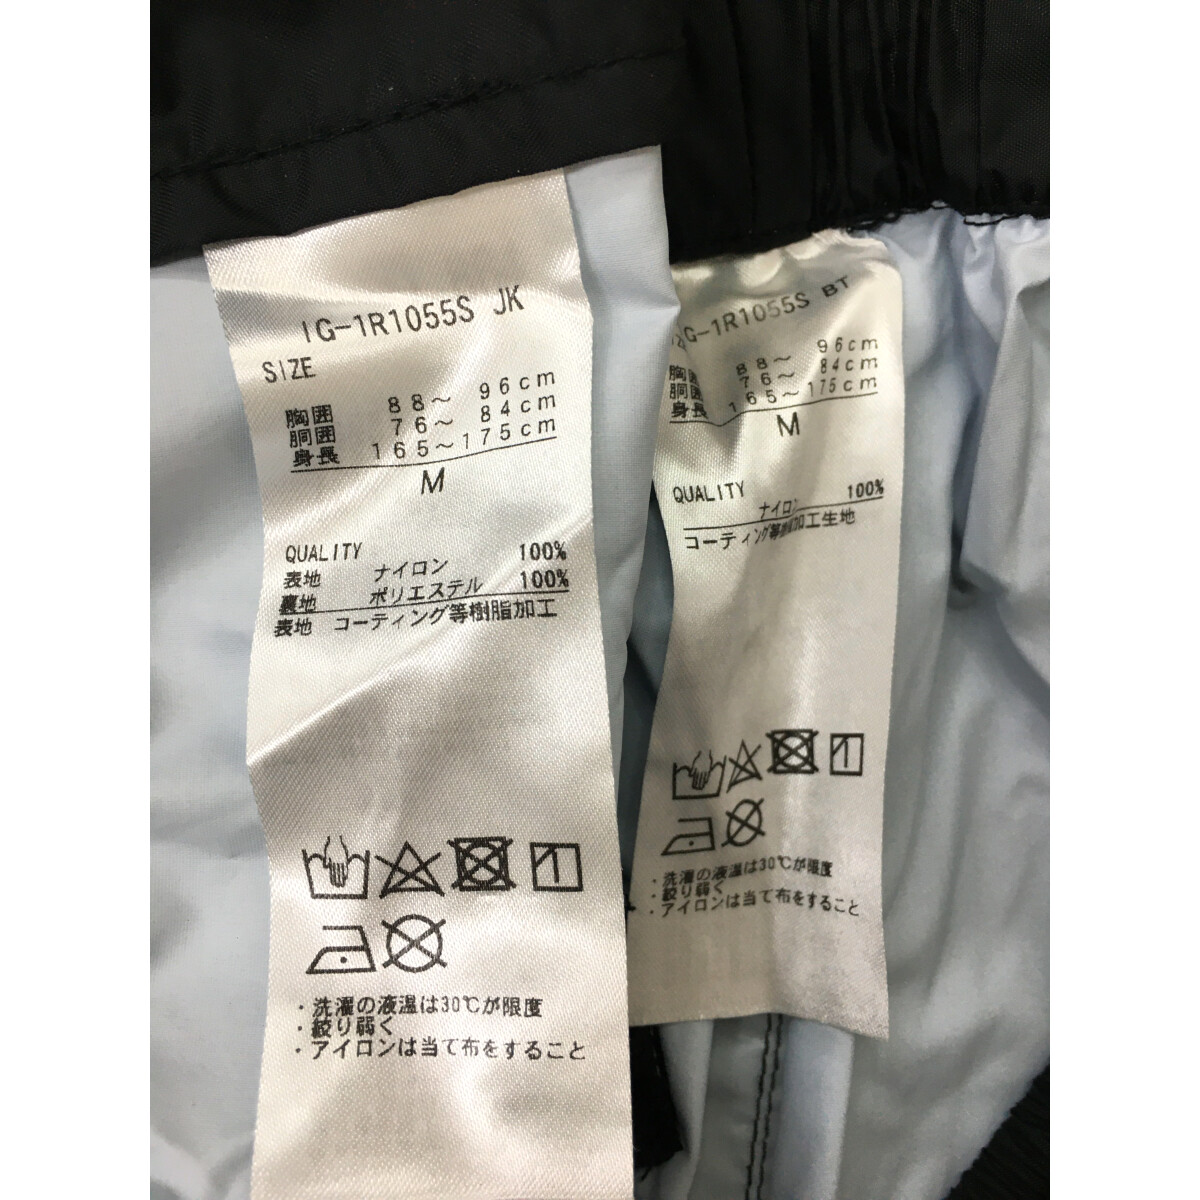 IG-1R1055S JK
SIZE
胸囲 88～ 96cm
胴囲 76～ 84cm
身長 165～175cm
M
QUALITY
表地 ナイロン 100%
裏地 ポリエステル 100%
表地 コーティング等樹脂加工
・洗濯の液温は30℃が限度
・絞り弱く
・アイロンは当て布をすること
G-1R1055S BT
胸囲 88～ 96cm
胴囲 76～ 84cm
身長 165～175cm
M
QUALITY
ナイロン 100%
コーティング等樹脂加工生地
・洗濯の液温は30℃が限度
・絞り弱く
・アイロンは当て布をすること